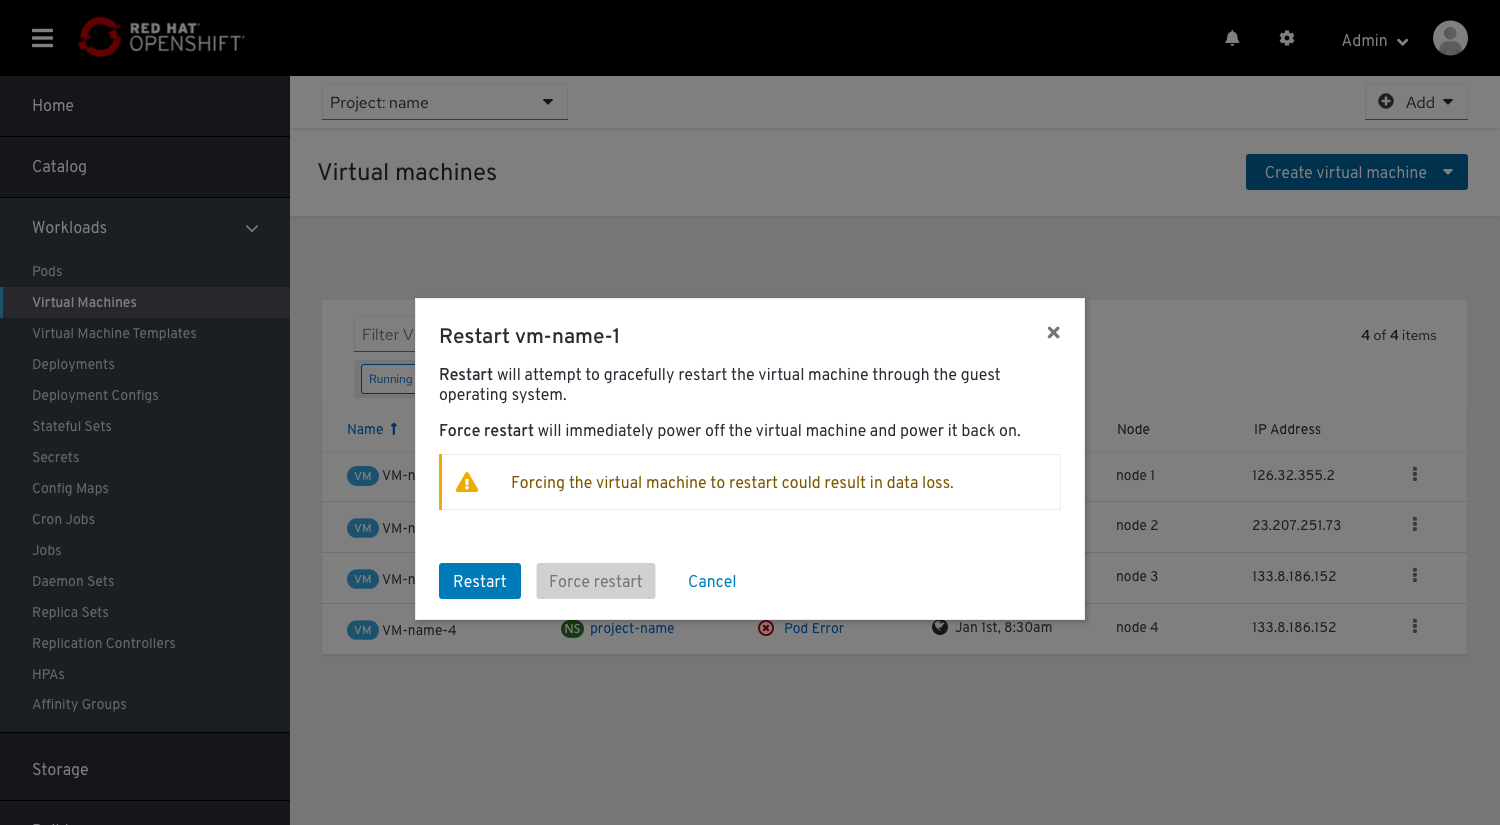 RED HAT
OPENSHIFT
Admin
Home
Catalog
Workloads
Pods
Virtual Machines
Virtual Machine Templates
Deployments
Deployment Configs
Stateful Sets
Secrets
Config Maps
Cron Jobs
Jobs
Daemon Sets
Replica Sets
Replication Controllers
HPAs
Affinity Groups
Storage
Project: name
Add
Virtual machines
Create virtual machine
Filter
4 of 4 items
Running
Name
Node
IP Address
VM
node 1
126.32.355.2
VM
node 2
23.207.251.73
VM
node 3
133.8.186.152
VM VM-name-4
NS project-name
Pod Error
Jan 1st, 8:30am
node 4
133.8.186.152
Restart vm-name-1
Restart will attempt to gracefully restart the virtual machine through the guest
operating system.
Force restart will immediately power off the virtual machine and power it back on.
Forcing the virtual machine to restart could result in data loss.
Restart
Force restart
Cancel